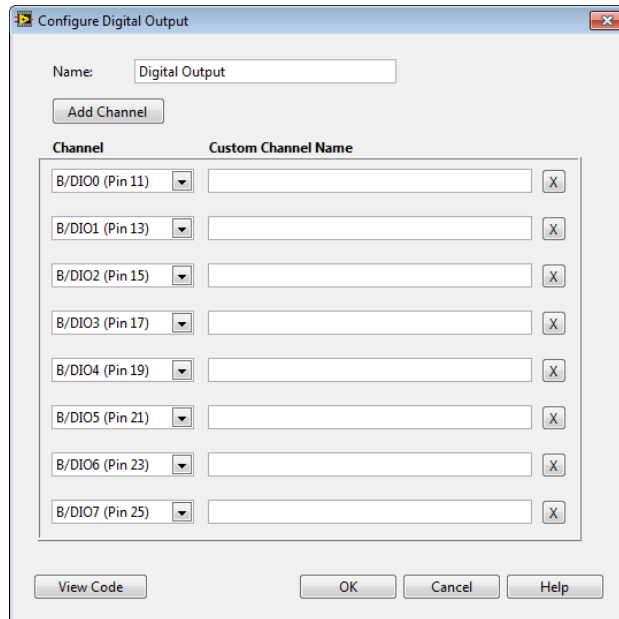 Configure Digital Output
Name: Digital Output
Add Channel
Channel Custom Channel Name
B/DIO0 (Pin 11) X
B/DIO1 (Pin 13) X
B/DIO2 (Pin 15) X
B/DIO3 (Pin 17) X
B/DIO4 (Pin 19) X
B/DIO5 (Pin 21) X
B/DIO6 (Pin 23) X
B/DIO7 (Pin 25) X
View Code OK Cancel Help